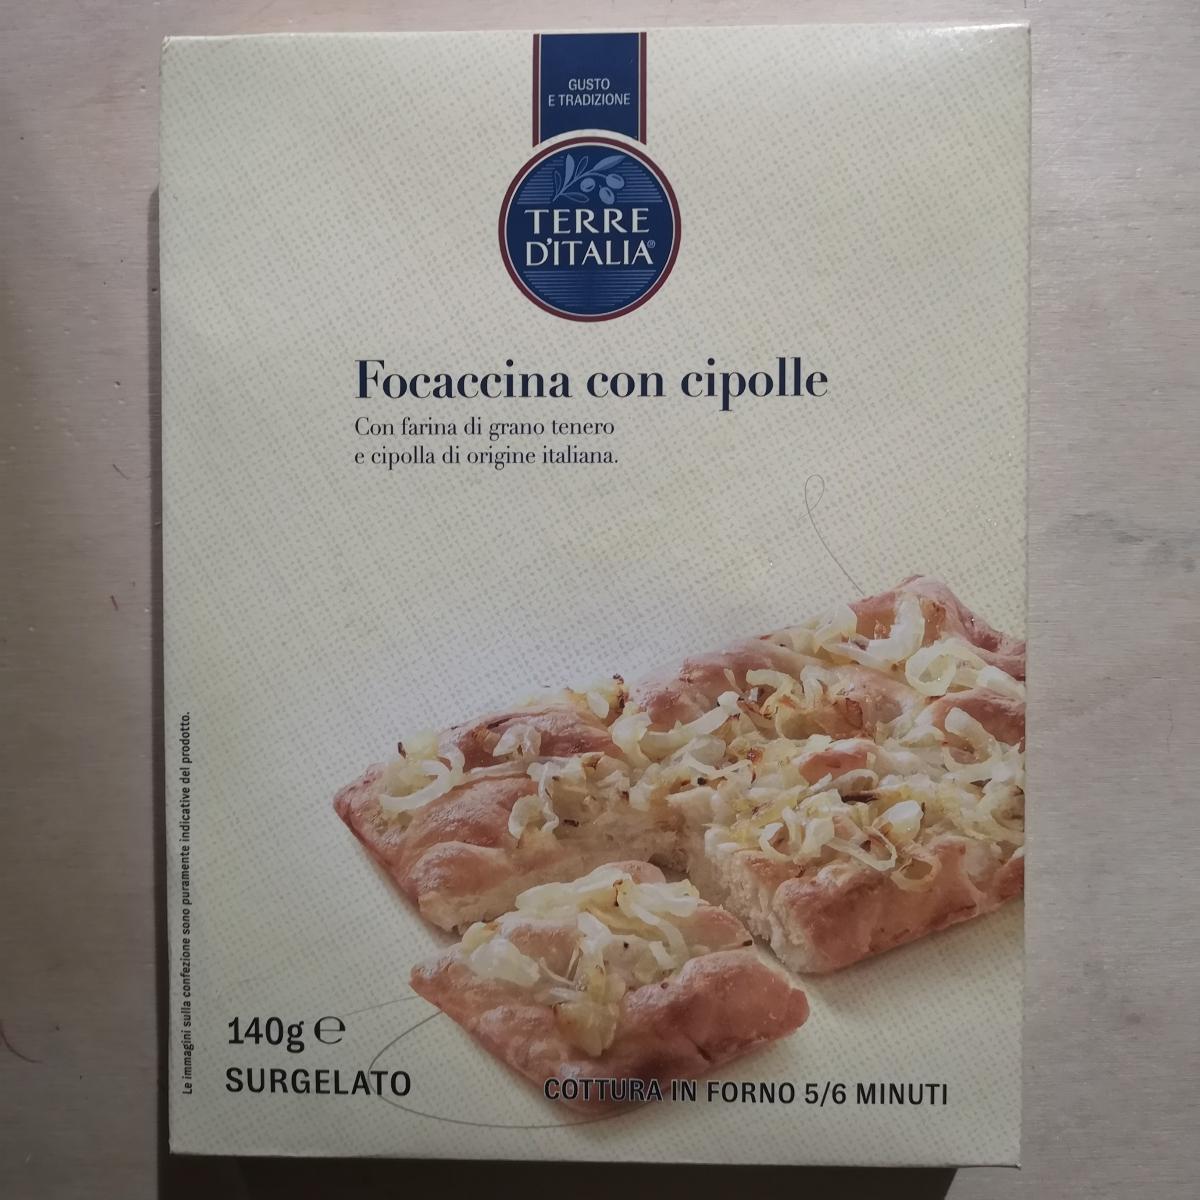 GUSTO
E TRADIZIONE
TERRE
D'ITALIA®
Focaccina con cipolle
Con farina di grano tenero
e cipolla di origine italiana.
Le immagini sulla confezione sono puramente indicative del prodotto.
140g ℮
SURGELATO
COTTURA IN FORNO 5/6 MINUTI